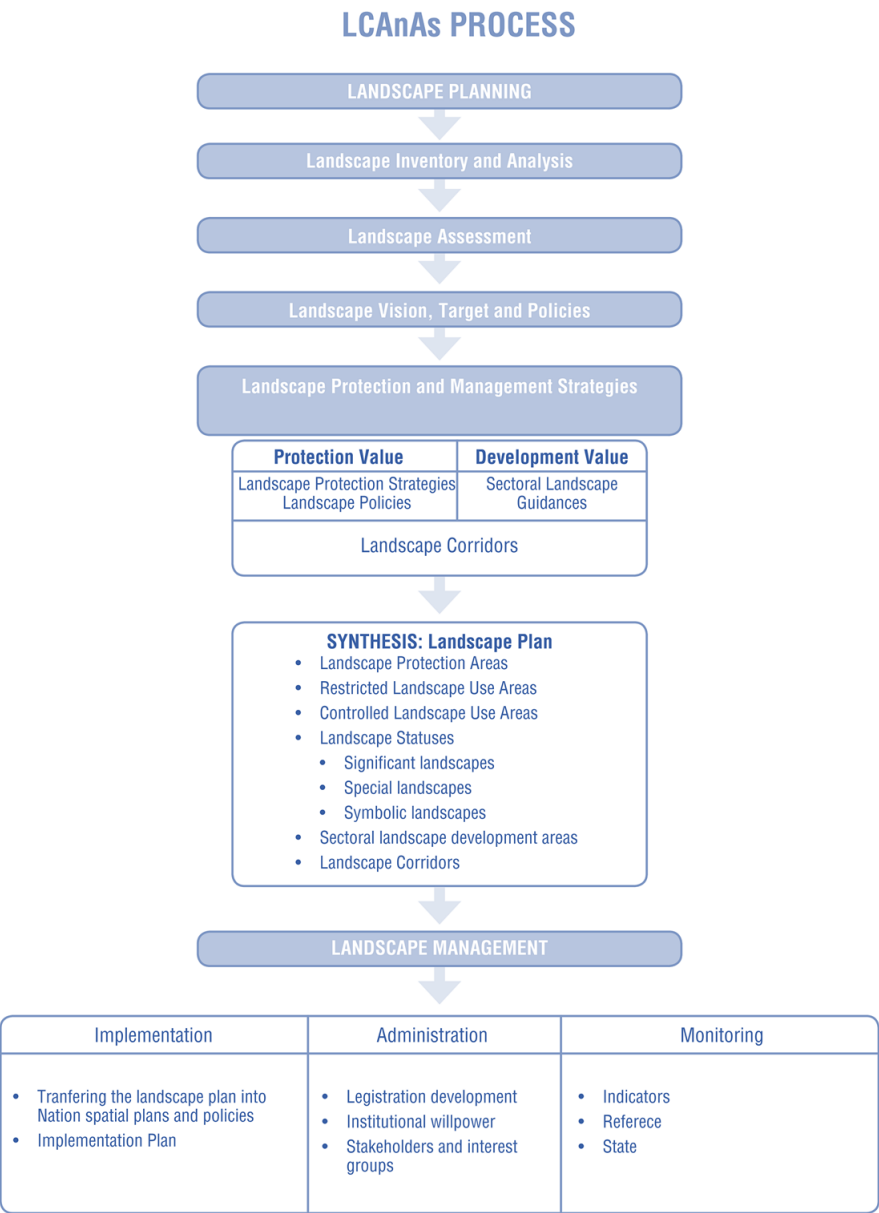 LCAnAs PROCESS
LANDSCAPE PLANNING
Landscape Inventory and Analysis
Landscape Assessment
Landscape Vision, Target and Policies
Landscape Protection and Management Strategies
Protection Value
Development Value
Landscape Protection Strategies
Landscape Policies
Sectoral Landscape
Guidances
Landscape Corridors
SYNTHESIS: Landscape Plan
• Landscape Protection Areas
• Restricted Landscape Use Areas
• Controlled Landscape Use Areas
• Landscape Statuses
• Significant landscapes
• Special landscapes
• Symbolic landscapes
• Sectoral landscape development areas
• Landscape Corridors
LANDSCAPE MANAGEMENT
Implementation
• Tranfering the landscape plan into
Nation spatial plans and policies
• Implementation Plan
Administration
• Legistration development
• Institutional willpower
• Stakeholders and interest
groups
Monitoring
• Indicators
• Referece
• State